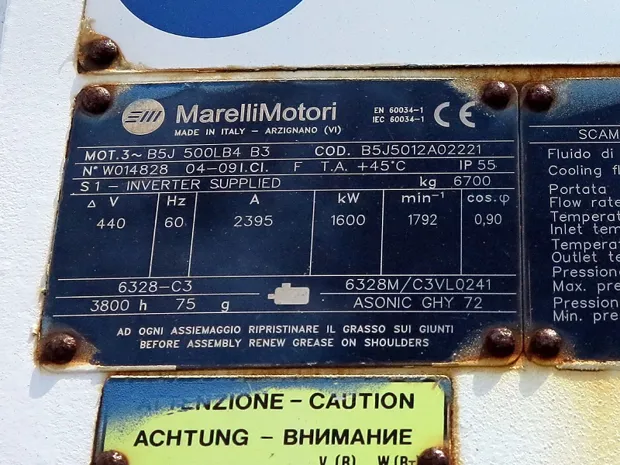 MarelliMotori
MADE IN ITALY - ARZIGNANO (VI)
EN 60034-1
IEC 60034-1
CE
MOT. 3~ B5J 500LB4 B3 COD. B5J5012A02221
N° W014828 04-09 I.CI. F T.A. +45°C IP 55
S1 - INVERTER SUPPLIED kg 6700
Δ V Hz A kW min⁻¹ cos.φ
440 60 2395 1600 1792 0,90
6328-C3 6328M/C3VL0241
3800 h 75 g ASONIC GHY 72
AD OGNI ASSIEMAGGIO RIPRISTINARE IL GRASSO SUI GIUNTI
BEFORE ASSEMBLY RENEW GREASE ON SHOULDERS
SCAM
Fluido di
Cooling f
Portata
Flow rate
Temperat
Inlet tem
Temperat
Outlet te
Pression
Max. pre
Pression
Min. pre
ATTENZIONE - CAUTION
ACHTUNG - ВНИМАНИЕ